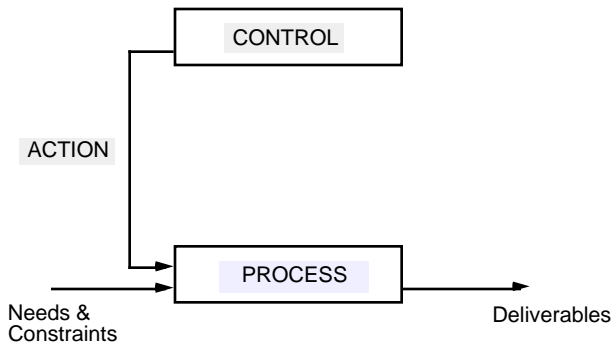 CONTROL
ACTION
PROCESS
Needs &
Constraints
Deliverables